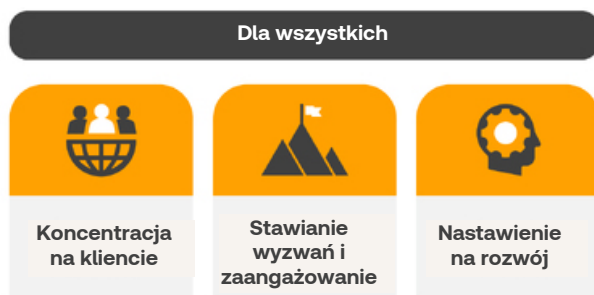 Dla wszystkich
Koncentracja
na kliencie
Stawianie
wyzwań i
zaangażowanie
Nastawienie
na rozwój